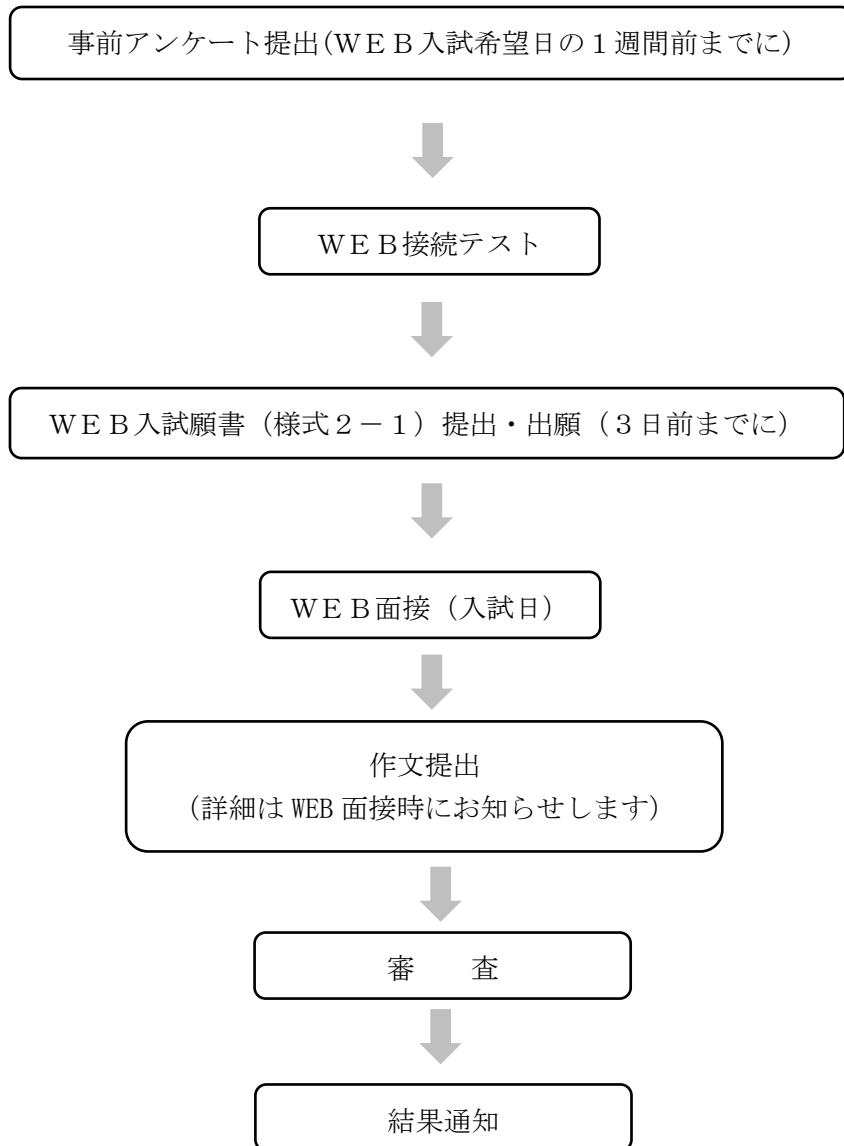 事前アンケート提出(ＷＥＢ入試希望日の１週間前までに)
ＷＥＢ接続テスト
ＷＥＢ入試願書（様式２－１）提出・出願（３日前までに）
ＷＥＢ面接（入試日）
作文提出
（詳細は WEB 面接時にお知らせします）
審　　査
結果通知